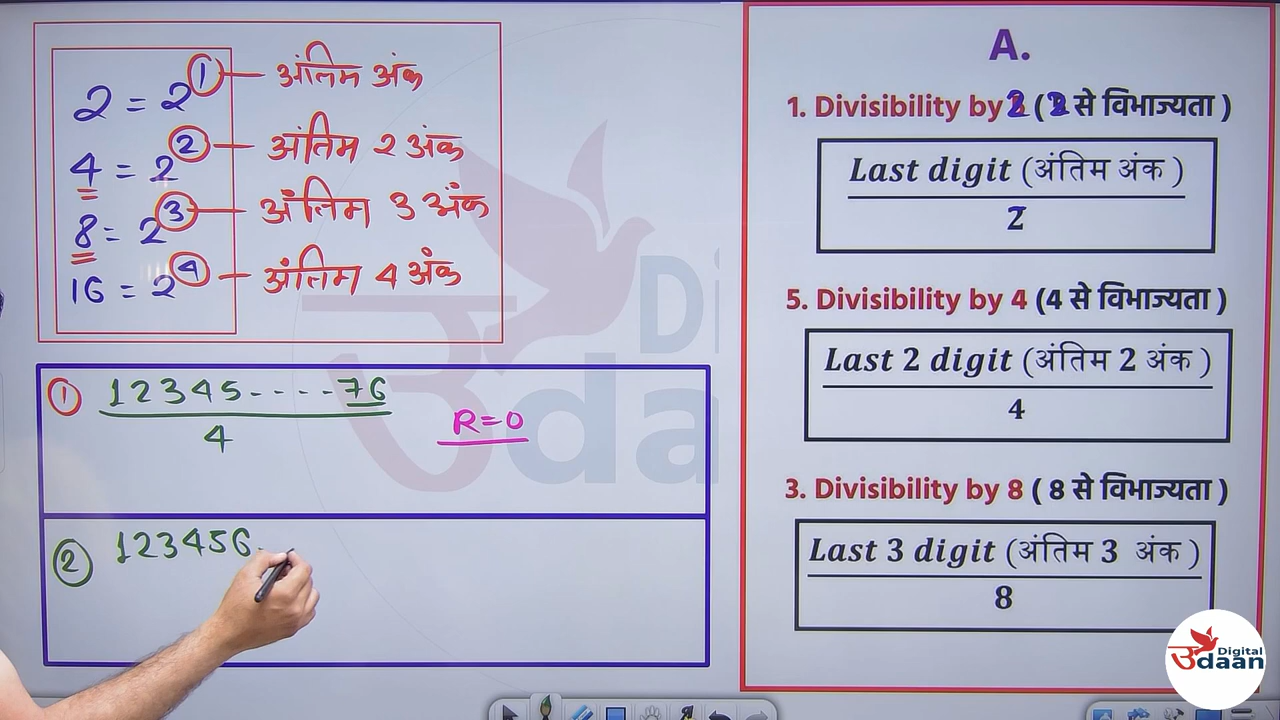 2 = 2¹ — अंतिम अंक
4 = 2² — अंतिम 2 अंक
8 = 2³ — अंतिम 3 अंक
16 = 2⁴ — अंतिम 4 अंक
① 12345....76
4
R=0
② 123456.
A.
1. Divisibility by 2 (2 से विभाज्यता )
Last digit (अंतिम अंक )
2
5. Divisibility by 4 (4 से विभाज्यता )
Last 2 digit (अंतिम 2 अंक )
4
3. Divisibility by 8 ( 8 से विभाज्यता )
Last 3 digit (अंतिम 3 अंक )
8
Digital
उdaan